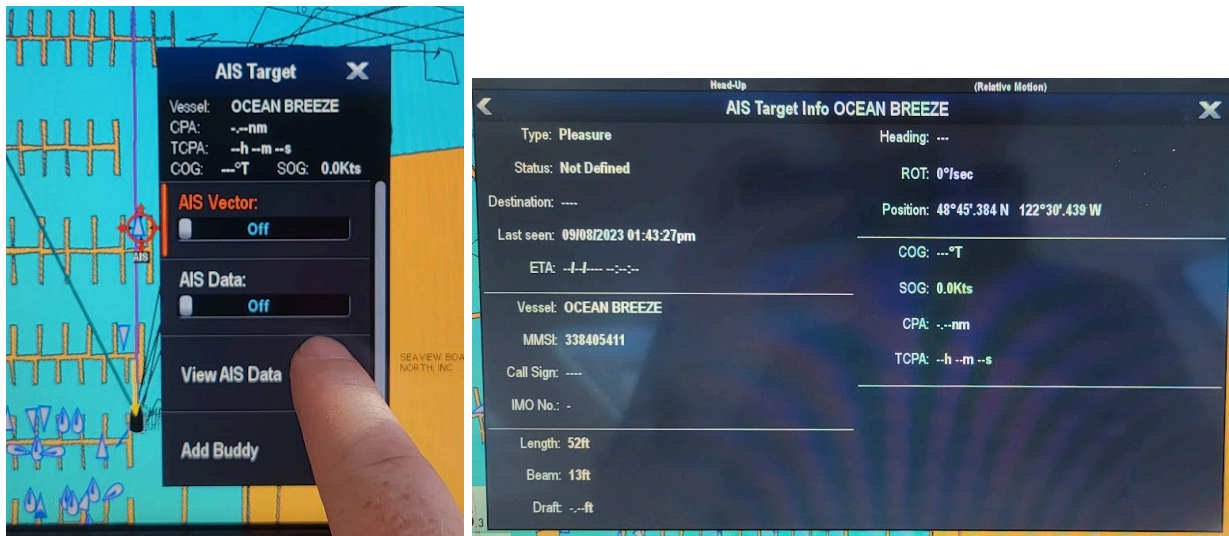 AIS Target X
Vessel: OCEAN BREEZE
CPA: -.--nm
TCPA: --h --m --s
COG: ---°T SOG: 0.0Kts
AIS Vector:
Off
AIS Data:
Off
View AIS Data
Add Buddy
AIS
SEAVIEW BOA
NORTH, INC
Head-Up (Relative Motion)
AIS Target Info OCEAN BREEZE X
Type: Pleasure
Status: Not Defined
Destination: ----
Last seen: 09/08/2023 01:43:27pm
ETA: --/--/---- --:--:--
Vessel: OCEAN BREEZE
MMSI: 338405411
Call Sign: ----
IMO No.: -
Length: 52ft
Beam: 13ft
Draft: -.--ft
Heading: ---
ROT: 0°/sec
Position: 48°45'.384 N 122°30'.439 W
COG: ---°T
SOG: 0.0Kts
CPA: -.--nm
TCPA: --h --m --s
.3